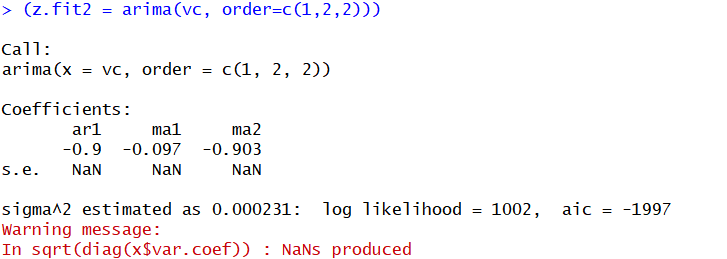 > (z.fit2 = arima(vc, order=c(1,2,2)))
Call:
arima(x = vc, order = c(1, 2, 2))
Coefficients:
         ar1     ma1     ma2
        -0.9  -0.097  -0.903
s.e.     NaN     NaN     NaN
sigma^2 estimated as 0.000231:  log likelihood = 1002,  aic = -1997
Warning message:
In sqrt(diag(x$var.coef)) : NaNs produced